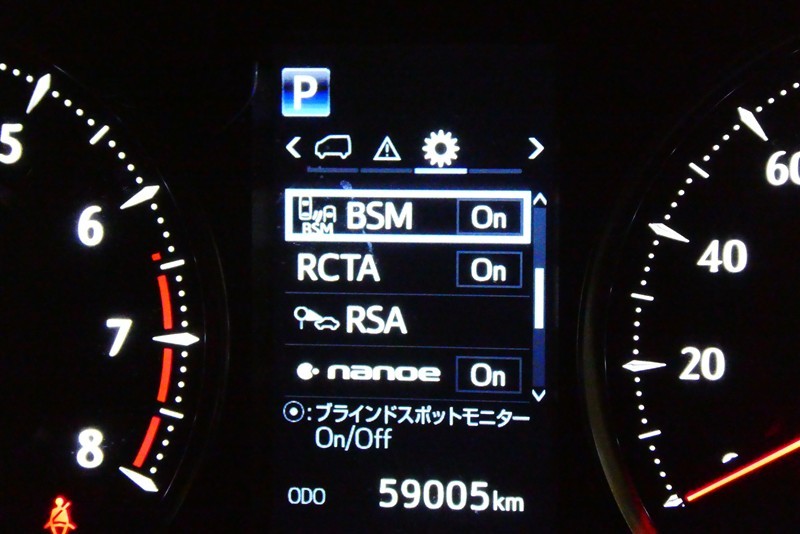 P
BSM BSM On
RCTA On
RSA
nanoe On
: ブラインドスポットモニター
On/Off
ODO 59005km
5
6
7
8
60
40
20